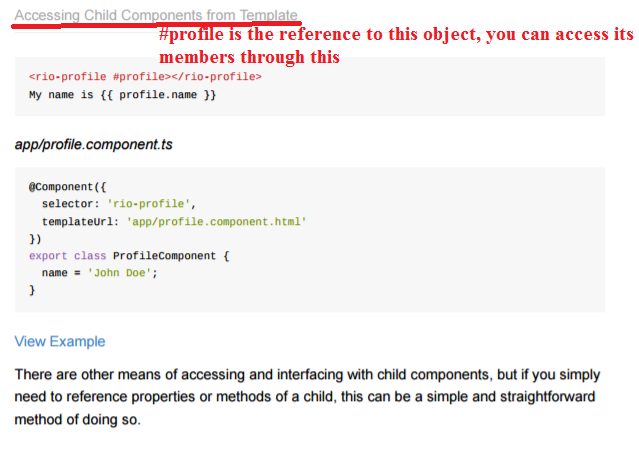 Accessing Child Components from Template
#profile is the reference to this object, you can access its
members through this
<rio-profile #profile></rio-profile>
My name is {{ profile.name }}
app/profile.component.ts
@Component({
  selector: 'rio-profile',
  templateUrl: 'app/profile.component.html'
})
export class ProfileComponent {
  name = 'John Doe';
}
View Example
There are other means of accessing and interfacing with child components, but if you simply
need to reference properties or methods of a child, this can be a simple and straightforward
method of doing so.